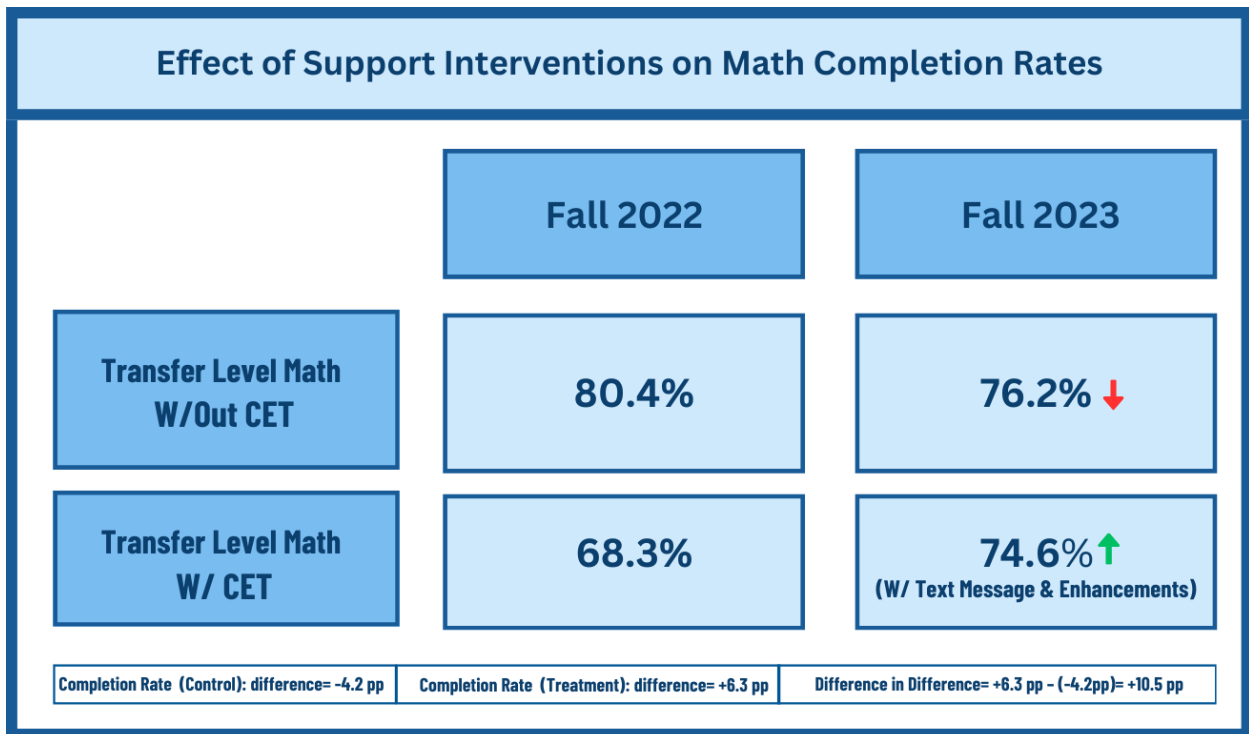 Effect of Support Interventions on Math Completion Rates
Fall 2022
Fall 2023
Transfer Level Math
W/Out CET
80.4%
76.2%
Transfer Level Math
W/ CET
68.3%
74.6%
(W/ Text Message & Enhancements)
Completion Rate (Control): difference= -4.2 pp
Completion Rate (Treatment): difference= +6.3 pp
Difference in Difference= +6.3 pp - (-4.2pp)= +10.5 pp